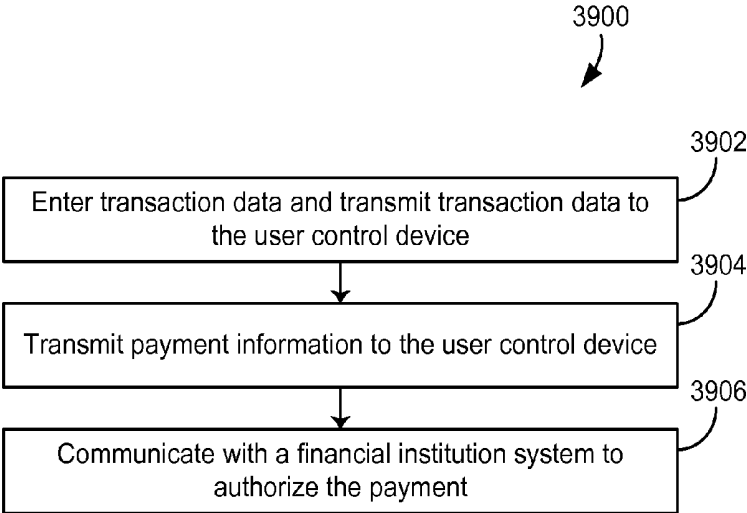 3900
3902
Enter transaction data and transmit transaction data to
the user control device
3904
Transmit payment information to the user control device
3906
Communicate with a financial institution system to
authorize the payment